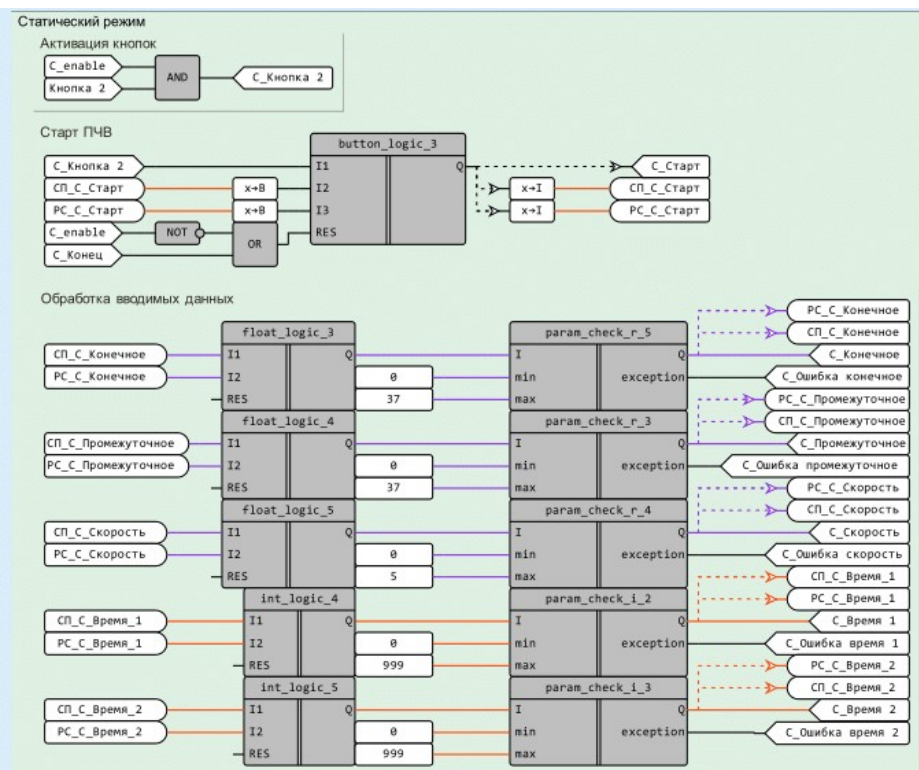 Статический режим
Активация кнопок
C_enable
Кнопка 2
AND
С_Кнопка 2
Старт ПЧВ
button_logic_3
С_Кнопка 2
I1
Q
С_Старт
СП_С_Старт
x→B
I2
x→I
СП_С_Старт
РС_С_Старт
x→B
I3
x→I
РС_С_Старт
C_enable
NOT
OR
RES
С_Конец
Обработка вводимых данных
РС_С_Конечное
float_logic_3
param_check_r_5
СП_С_Конечное
СП_С_Конечное
I1
Q
I
Q
С_Конечное
РС_С_Конечное
I2
0
min
exception
С_Ошибка конечное
RES
37
max
РС_С_Промежуточное
float_logic_4
param_check_r_3
СП_С_Промежуточное
СП_С_Промежуточное
I1
Q
I
Q
С_Промежуточное
РС_С_Промежуточное
I2
0
min
exception
С_Ошибка промежуточное
RES
37
max
РС_С_Скорость
float_logic_5
param_check_r_4
СП_С_Скорость
СП_С_Скорость
I1
Q
I
Q
С_Скорость
РС_С_Скорость
I2
0
min
exception
С_Ошибка скорость
RES
5
max
СП_С_Время_1
int_logic_4
param_check_i_2
РС_С_Время_1
СП_С_Время_1
I1
Q
I
Q
С_Время 1
РС_С_Время_1
I2
0
min
exception
С_Ошибка время 1
RES
999
max
РС_С_Время_2
int_logic_5
param_check_i_3
СП_С_Время_2
СП_С_Время_2
I1
Q
I
Q
С_Время 2
РС_С_Время_2
I2
0
min
exception
С_Ошибка время 2
RES
999
max